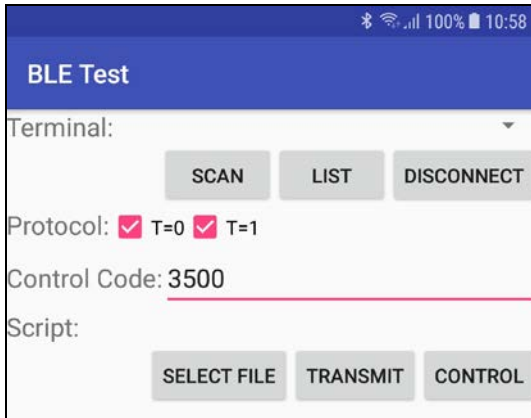 100% 10:58
BLE Test
Terminal:
SCAN LIST DISCONNECT
Protocol: T=0 T=1
Control Code: 3500
Script:
SELECT FILE TRANSMIT CONTROL